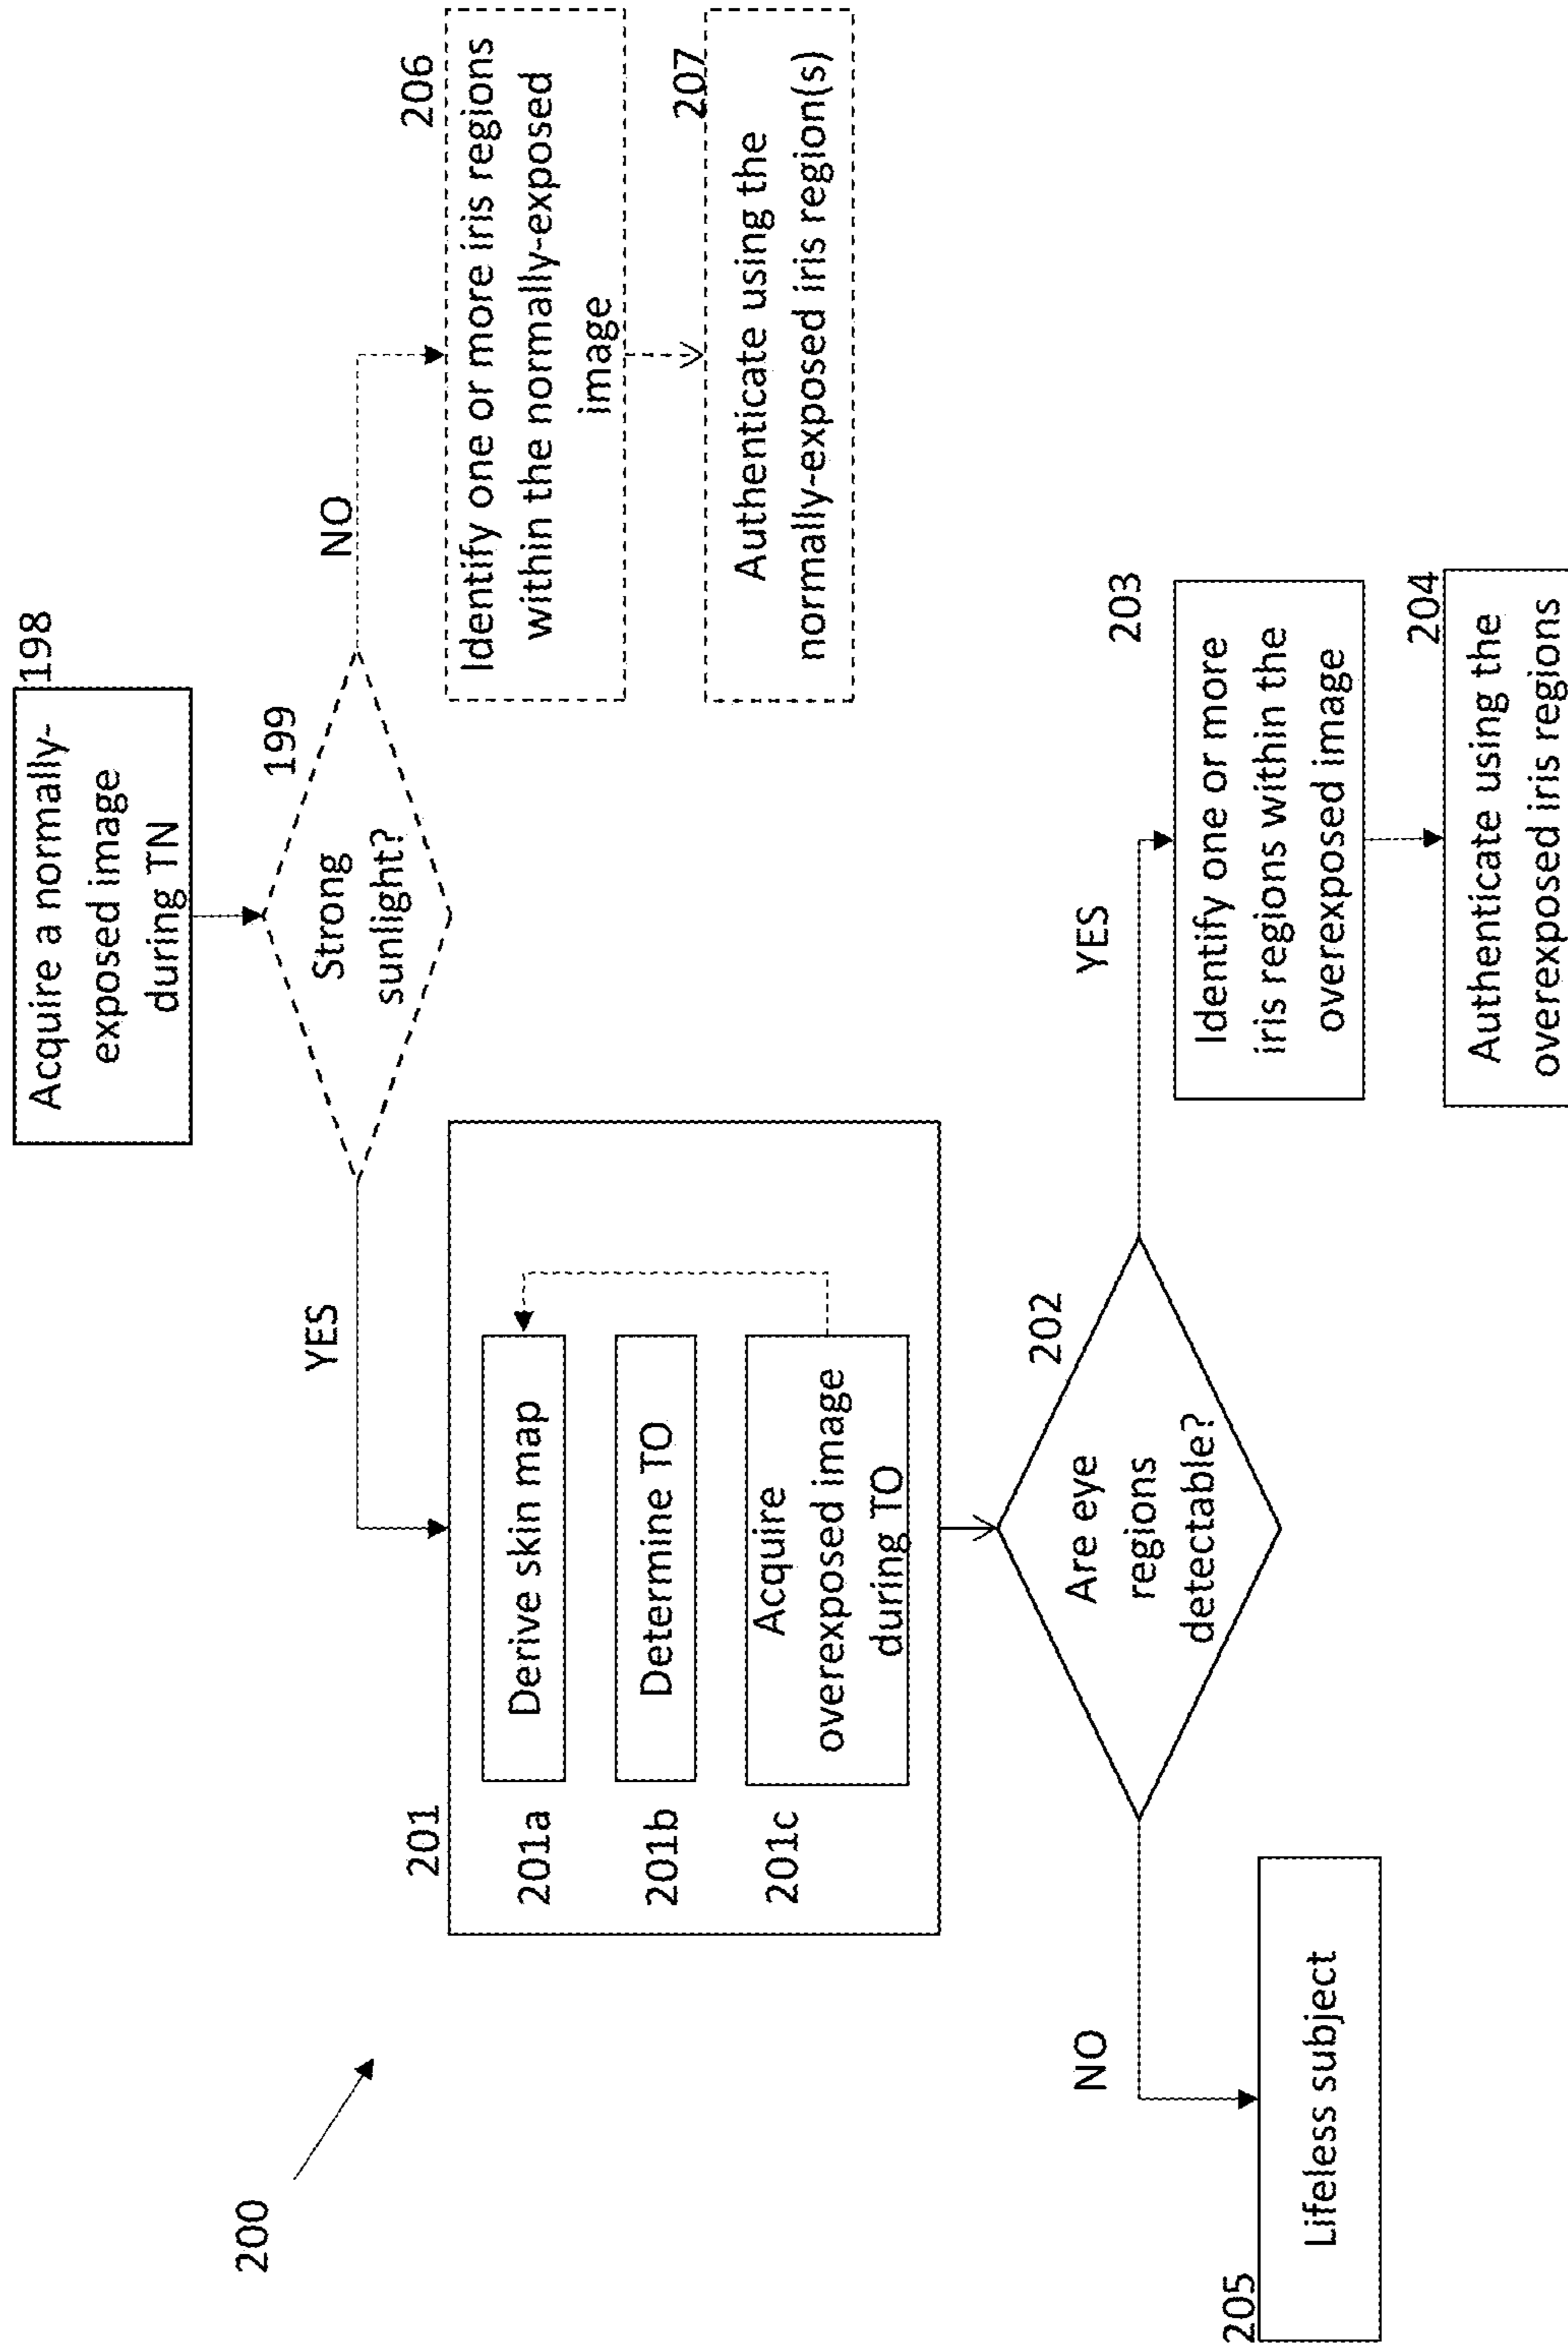 200
198
Acquire a normally-
exposed image
during TN
199
Strong
sunlight?
YES
NO
206
Identify one or more iris regions
within the normally-exposed
image
207
Authenticate using the
normally-exposed iris region(s)
201
201a
Derive skin map
201b
Determine TO
201c
Acquire
overexposed image
during TO
202
Are eye
regions
detectable?
NO
YES
205
Lifeless subject
203
Identify one or more
iris regions within the
overexposed image
204
Authenticate using the
overexposed iris regions